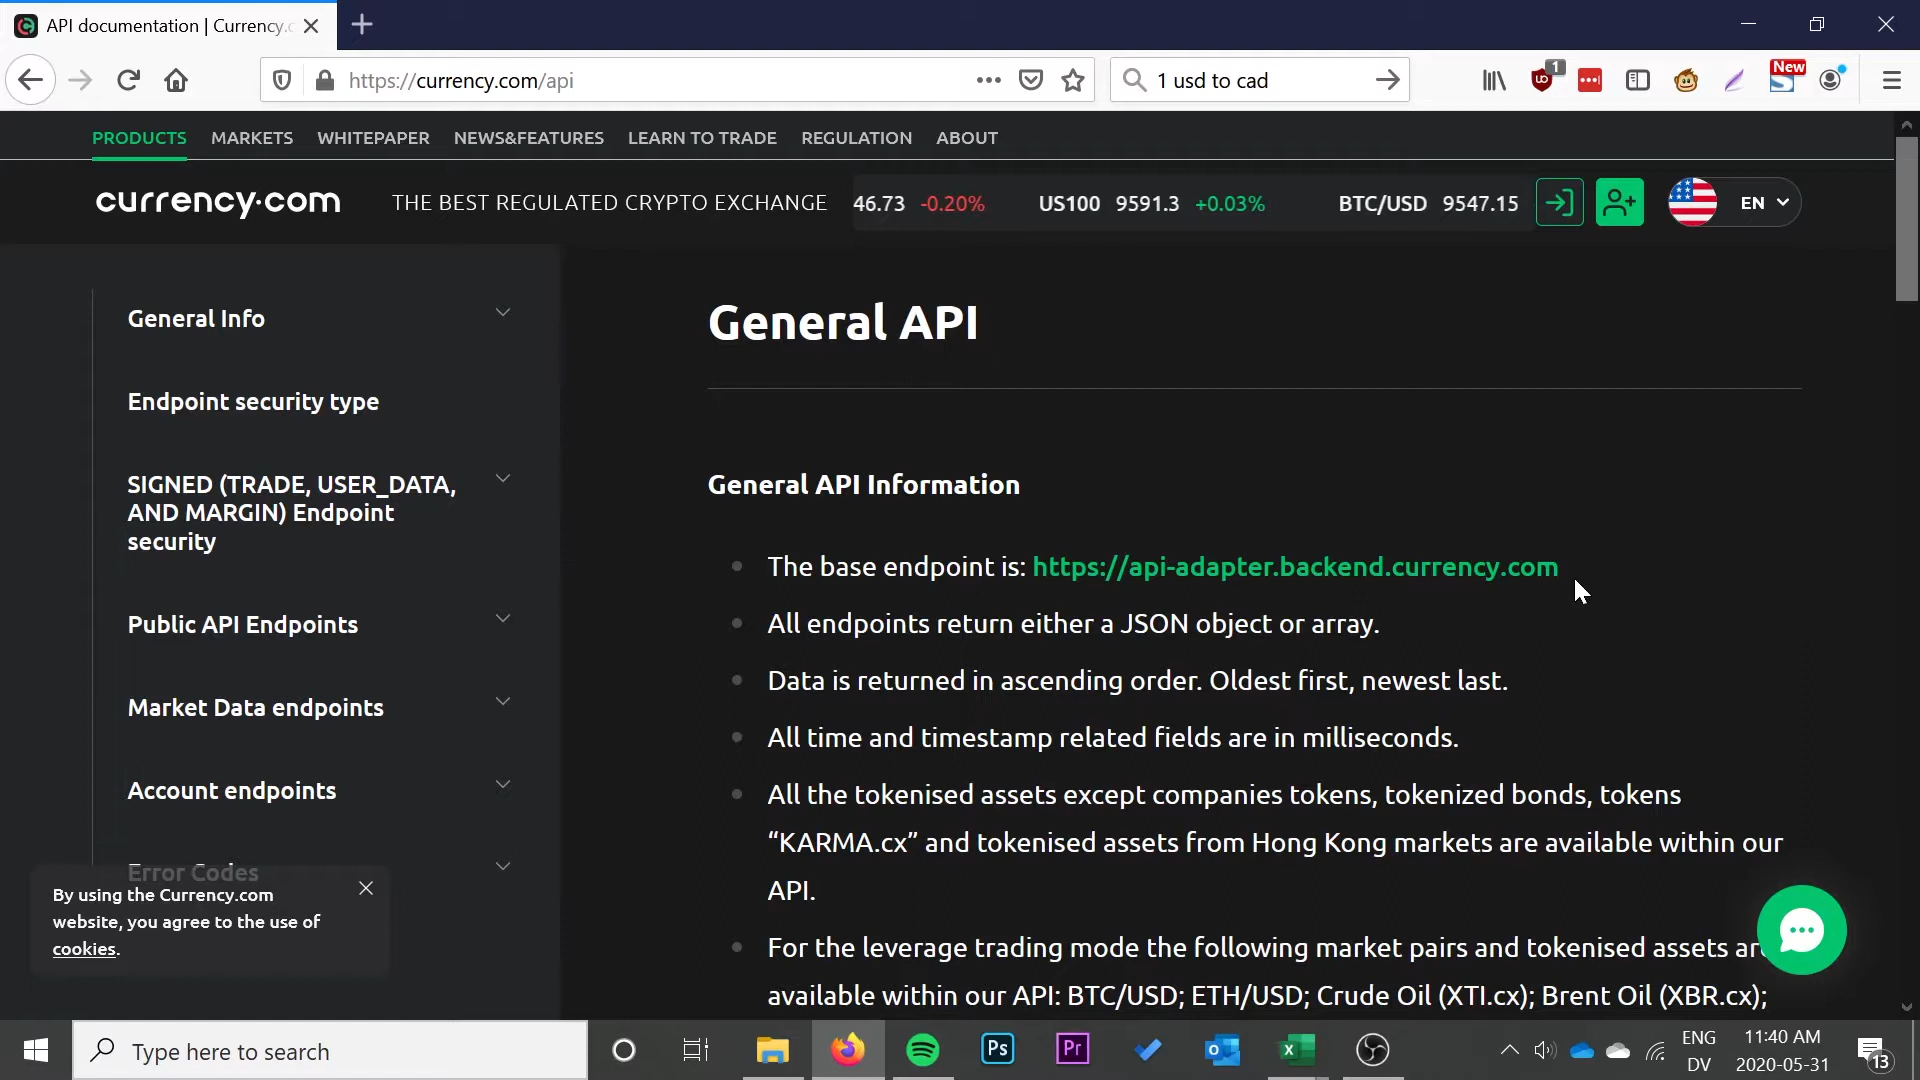 API documentation | Currency.c
https://currency.com/api
1 usd to cad
1
New
PRODUCTS MARKETS WHITEPAPER NEWS&FEATURES LEARN TO TRADE REGULATION ABOUT
currency.com
THE BEST REGULATED CRYPTO EXCHANGE
46.73 -0.20% US100 9591.3 +0.03% BTC/USD 9547.15
EN
General Info
Endpoint security type
SIGNED (TRADE, USER_DATA,
AND MARGIN) Endpoint
security
Public API Endpoints
Market Data endpoints
Account endpoints
Error Codes
By using the Currency.com
website, you agree to the use of
cookies.
General API
General API Information
The base endpoint is: https://api-adapter.backend.currency.com
All endpoints return either a JSON object or array.
Data is returned in ascending order. Oldest first, newest last.
All time and timestamp related fields are in milliseconds.
All the tokenised assets except companies tokens, tokenized bonds, tokens
“KARMA.cx” and tokenised assets from Hong Kong markets are available within our
API.
For the leverage trading mode the following market pairs and tokenised assets are
available within our API: BTC/USD; ETH/USD; Crude Oil (XTI.cx); Brent Oil (XBR.cx);
Type here to search
Ps
Pr
ENG
DV
11:40 AM
2020-05-31
13